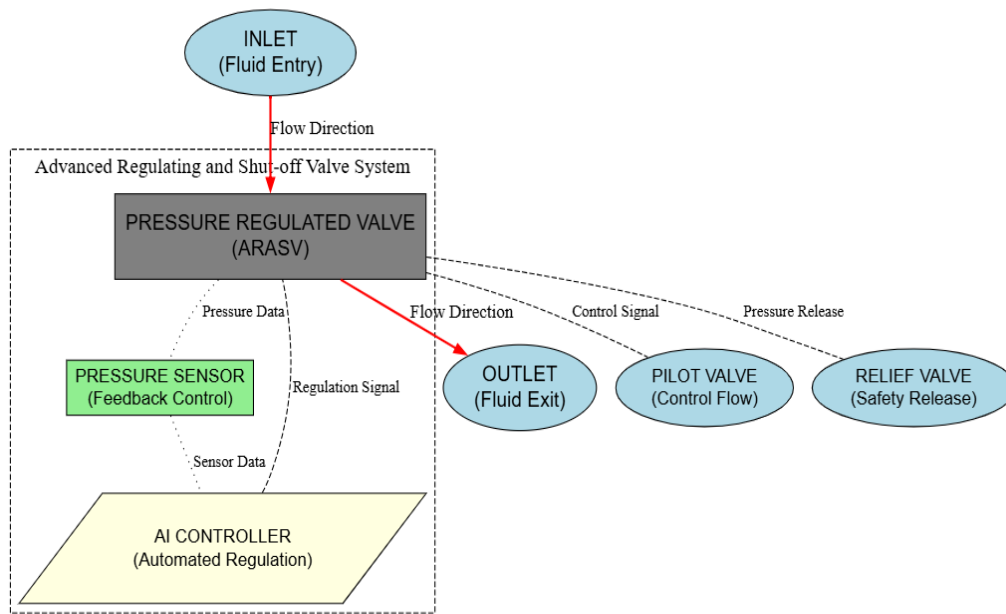 INLET
(Fluid Entry)
Flow Direction
Advanced Regulating and Shut-off Valve System
PRESSURE REGULATED VALVE
(ARASV)
Pressure Data
Flow Direction
Control Signal
Pressure Release
PRESSURE SENSOR
(Feedback Control)
Regulation Signal
OUTLET
(Fluid Exit)
PILOT VALVE
(Control Flow)
RELIEF VALVE
(Safety Release)
Sensor Data
AI CONTROLLER
(Automated Regulation)